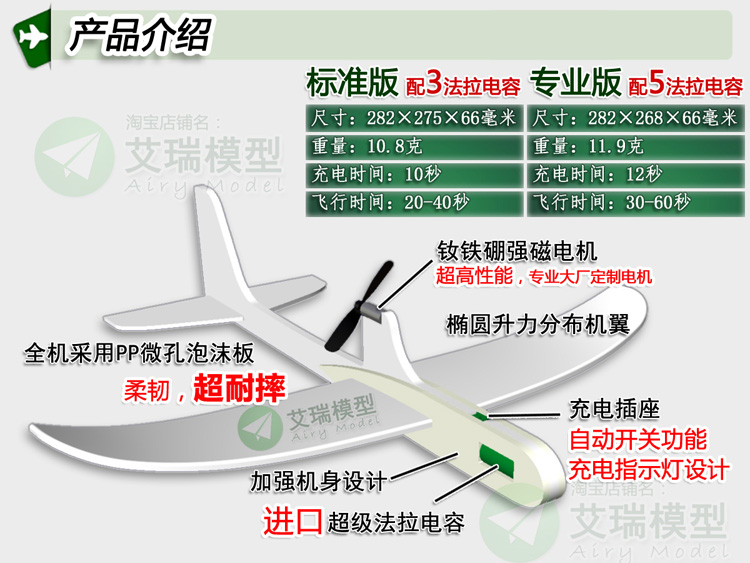 产品介绍
标准版 配3法拉电容
尺寸：282×275×66毫米
重量：10.8克
充电时间：10秒
飞行时间：20-40秒
专业版 配5法拉电容
尺寸：282×268×66毫米
重量：11.9克
充电时间：12秒
飞行时间：30-60秒
淘宝店铺名：
艾瑞模型
Airy Model
钕铁硼强磁电机
超高性能，专业大厂定制电机
椭圆升力分布机翼
全机采用PP微孔泡沫板
柔韧，超耐摔
艾瑞模型
Airy Model
充电插座
自动开关功能
充电指示灯设计
加强机身设计
进口超级法拉电容
淘宝店铺名：
艾瑞模型
Airy Model